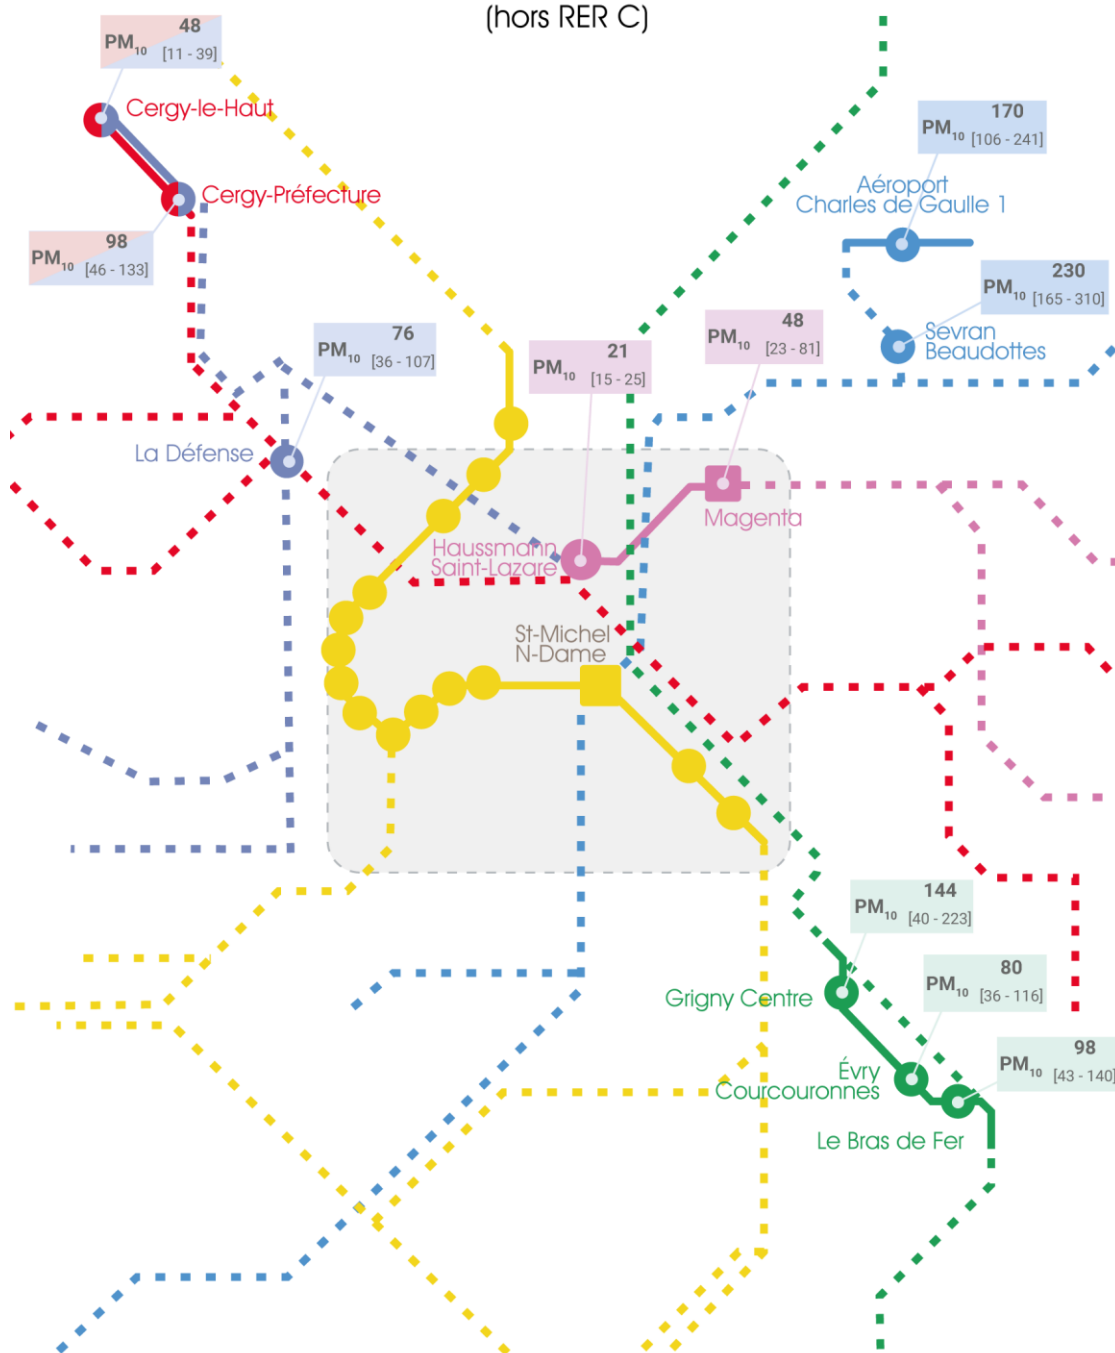 (hors RER C)
48
PM10 [11 - 39]
Cergy-le-Haut
Cergy-Préfecture
98
PM10 [46 - 133]
170
PM10 [106 - 241]
Aéroport
Charles de Gaulle 1
230
PM10 [165 - 310]
Sevran
Beaudottes
76
PM10 [36 - 107]
21
PM10 [15 - 25]
48
PM10 [23 - 81]
La Défense
Magenta
Haussmann
Saint-Lazare
St-Michel
N-Dame
144
PM10 [40 - 223]
Grigny Centre
80
PM10 [36 - 116]
98
PM10 [43 - 140]
Évry
Courcouronnes
Le Bras de Fer